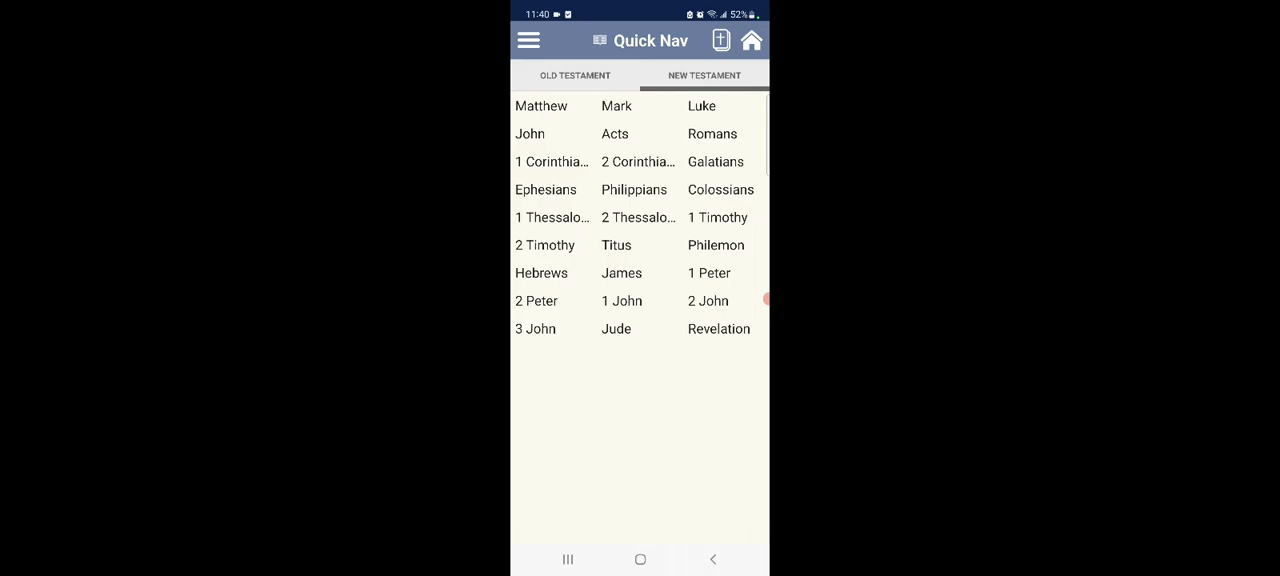 11:40 52%
Quick Nav
OLD TESTAMENT NEW TESTAMENT
Matthew Mark Luke
John Acts Romans
1 Corinthia... 2 Corinthia... Galatians
Ephesians Philippians Colossians
1 Thessalo... 2 Thessalo... 1 Timothy
2 Timothy Titus Philemon
Hebrews James 1 Peter
2 Peter 1 John 2 John
3 John Jude Revelation